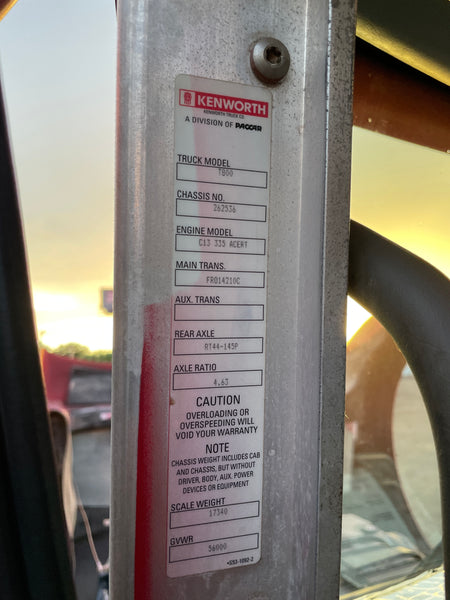 KENWORTH
KENWORTH TRUCK CO.
A DIVISION OF PACCAR
TRUCK MODEL
T800
CHASSIS NO.
262536
ENGINE MODEL
C13 335 ACERT
MAIN TRANS.
FRO14210C
AUX. TRANS
REAR AXLE
RT44-145P
AXLE RATIO
4.63
CAUTION
OVERLOADING OR
OVERSPEEDING WILL
VOID YOUR WARRANTY
NOTE
CHASSIS WEIGHT INCLUDES CAB
AND CHASSIS, BUT WITHOUT
DRIVER, BODY, AUX. POWER
DEVICES OR EQUIPMENT
SCALE WEIGHT
17340
GVWR
56000